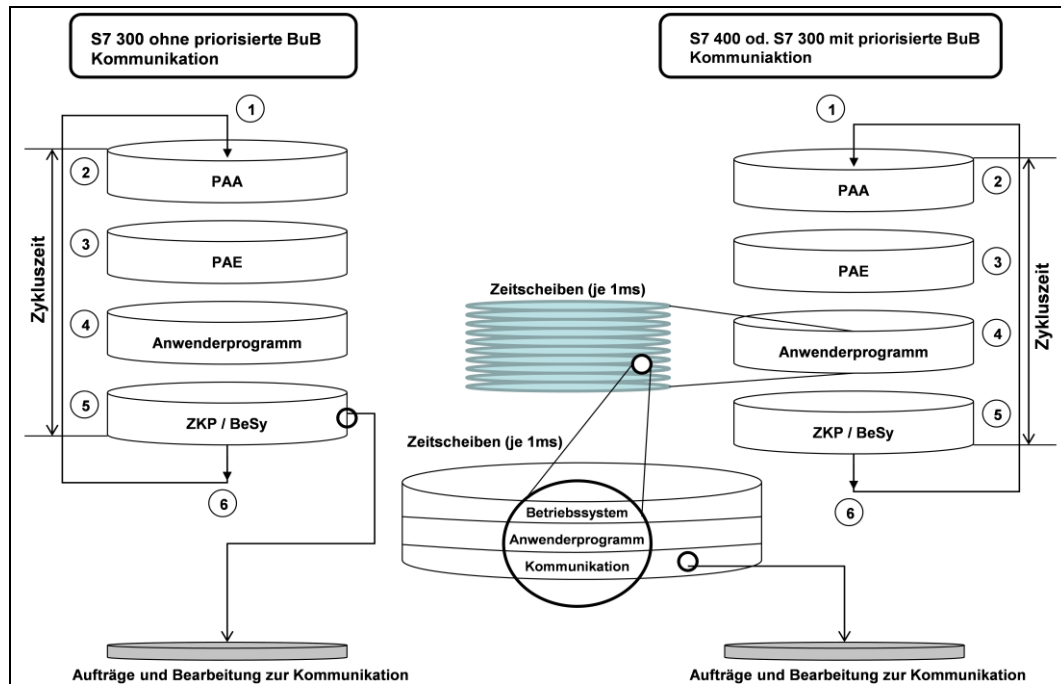 S7 300 ohne priorisierte BuB
Kommunikation
1
2
PAA
3
PAE
4
Anwenderprogramm
5
ZKP / BeSy
6
Zykluszeit
Aufträge und Bearbeitung zur Kommunikation
S7 400 od. S7 300 mit priorisierte BuB
Kommuniaktion
1
PAA
2
PAE
3
Zeitscheiben (je 1ms)
Anwenderprogramm
4
ZKP / BeSy
5
6
Zykluszeit
Zeitscheiben (je 1ms)
Betriebssystem
Anwenderprogramm
Kommunikation
Aufträge und Bearbeitung zur Kommunikation